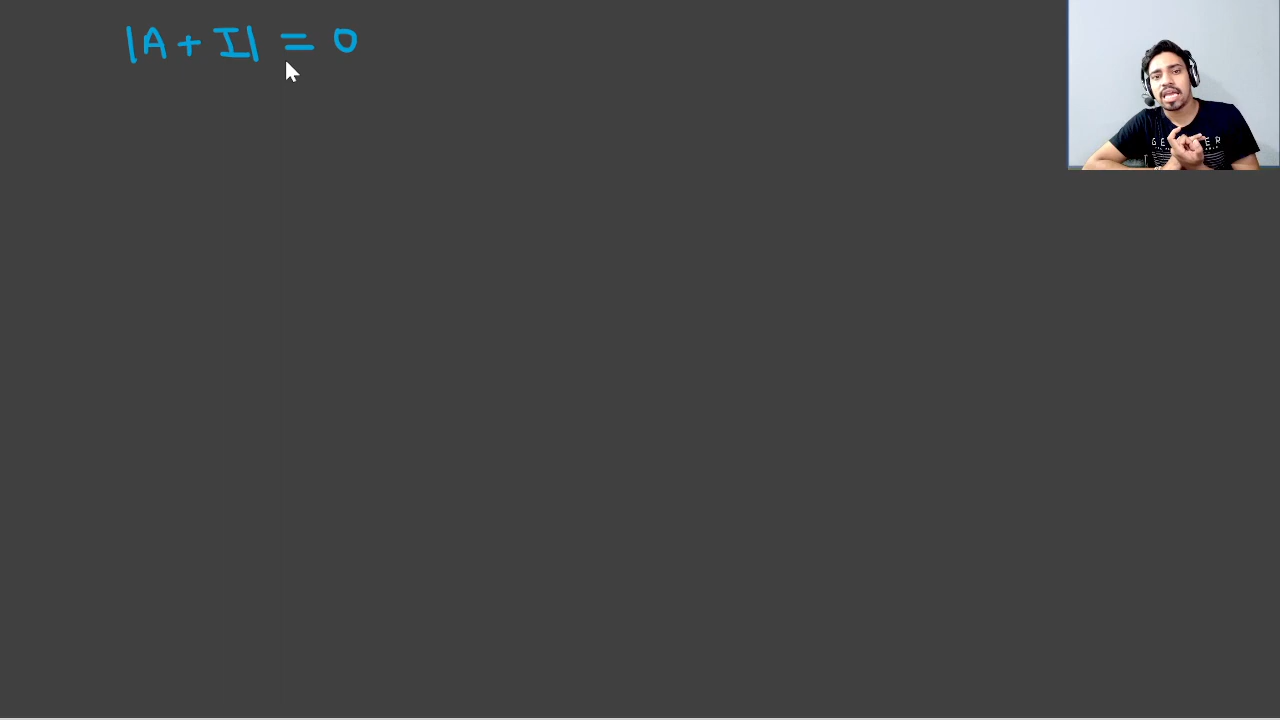 |A + I| = 0